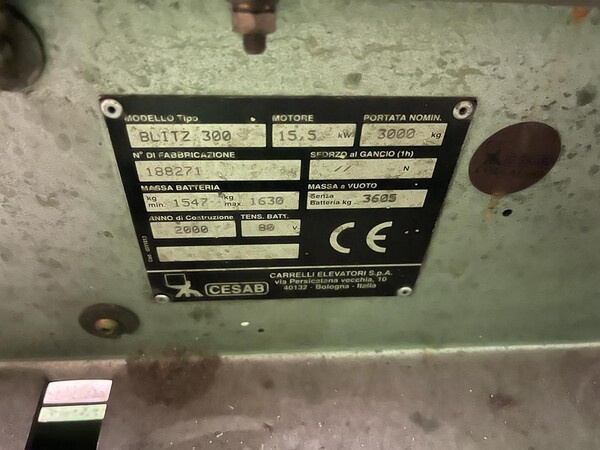 MODELLO Tipo MOTORE PORTATA NOMIN.
BLITZ 300 15,5 kW 3000 kg
N° DI FABBRICAZIONE SFORZO al GANCIO (1h)
188271 // N
MASSA BATTERIA MASSA a VUOTO
kg min. 1547 kg max 1630 Senza Batteria kg 3605
ANNO di Costruzione TENS. BATT.
2000 80 V
CE
CESAB
CARRELLI ELEVATORI S.p.A.
via Persicetana vecchia, 10
40132 - Bologna - Italia